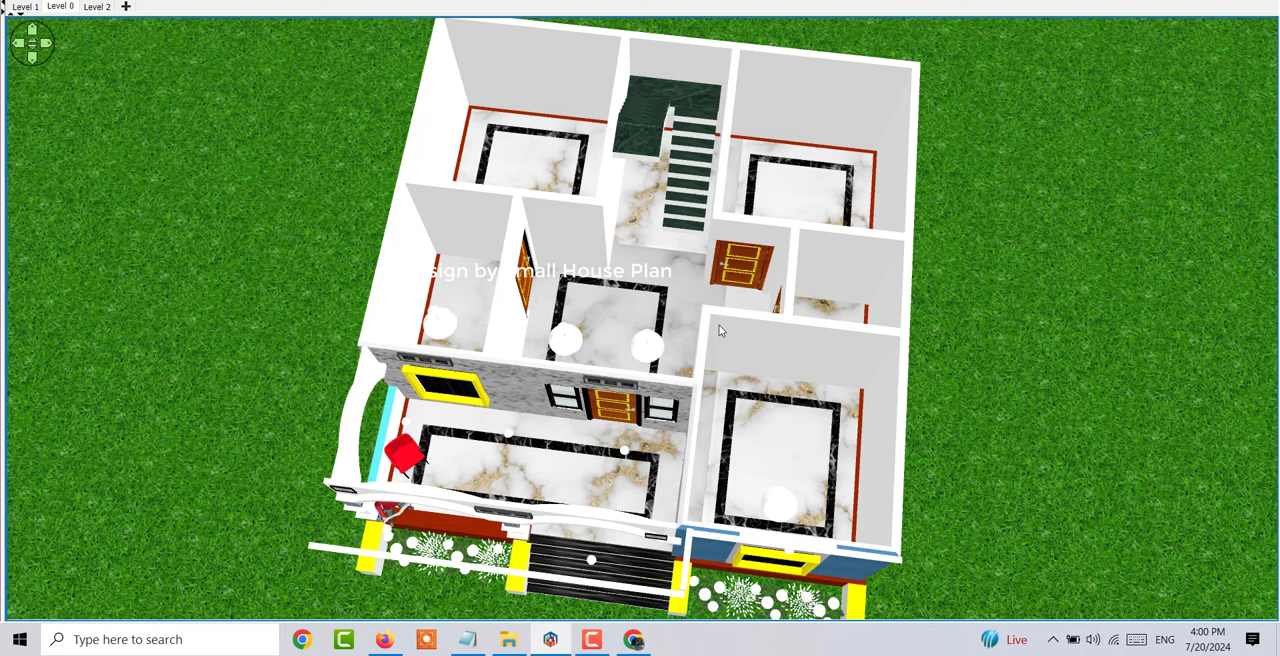 Level 1 Level 0 Level 2
sign by Small House Plan
Type here to search
Live
ENG
4:00 PM
7/20/2024